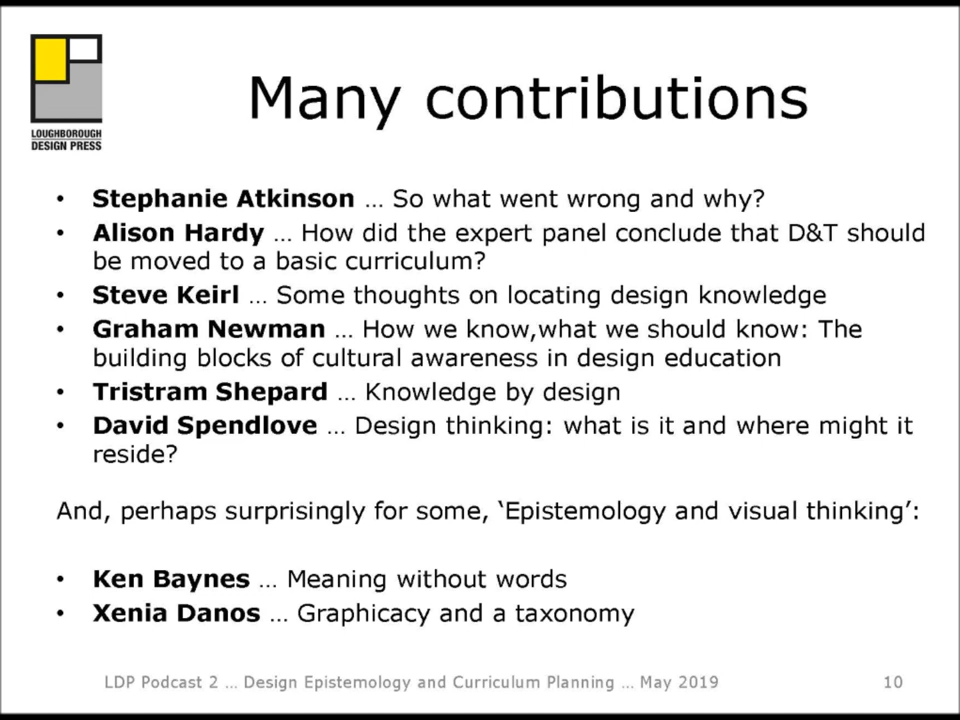 LOUGHBOROUGH
DESIGN PRESS
Many contributions
• Stephanie Atkinson … So what went wrong and why?
• Alison Hardy … How did the expert panel conclude that D&T should
be moved to a basic curriculum?
• Steve Keirl … Some thoughts on locating design knowledge
• Graham Newman … How we know,what we should know: The
building blocks of cultural awareness in design education
• Tristram Shepard … Knowledge by design
• David Spendlove … Design thinking: what is it and where might it
reside?
And, perhaps surprisingly for some, ‘Epistemology and visual thinking’:
• Ken Baynes … Meaning without words
• Xenia Danos … Graphicacy and a taxonomy
LDP Podcast 2 … Design Epistemology and Curriculum Planning … May 2019 10